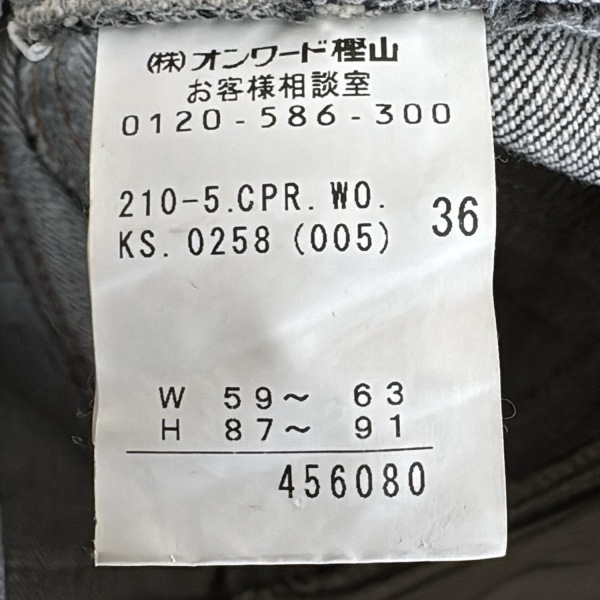 (株)オンワード樫山
お客様相談室
0120-586-300
210-5.CPR.WO.
KS.0258(005) 36
W 59〜 63
H 87〜 91
456080